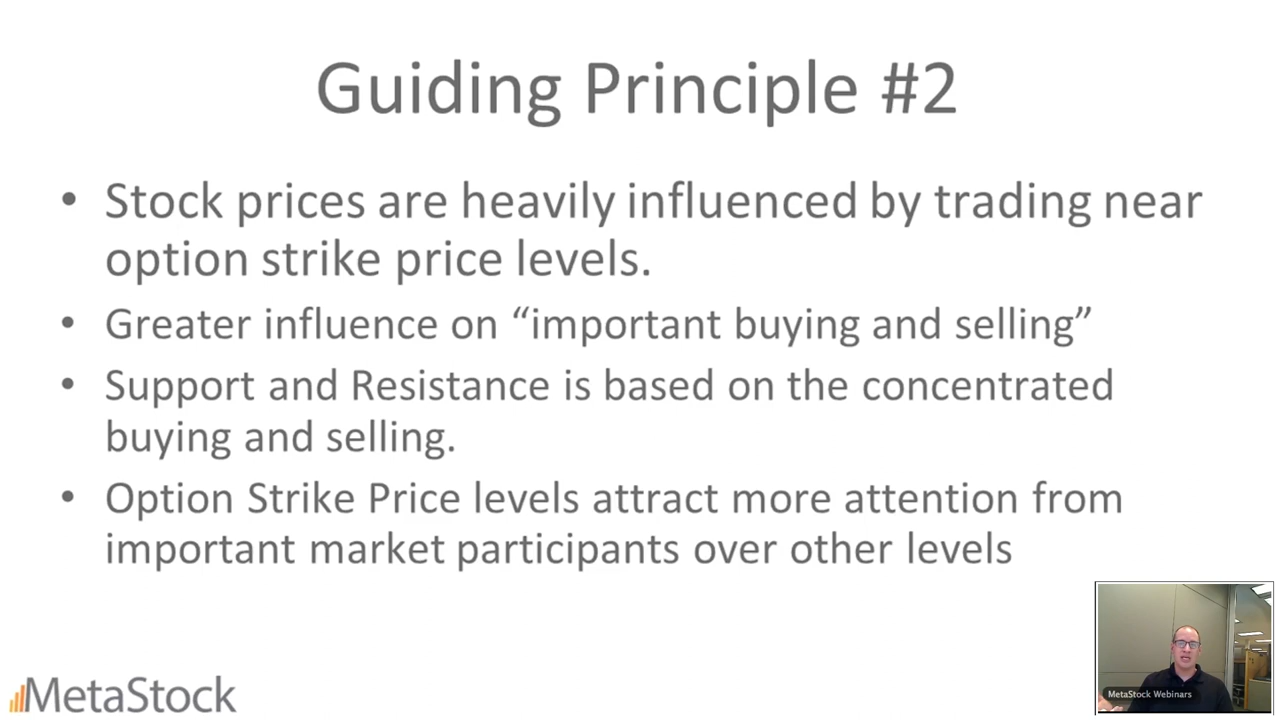 Guiding Principle #2
• Stock prices are heavily influenced by trading near
option strike price levels.
• Greater influence on “important buying and selling”
• Support and Resistance is based on the concentrated
buying and selling.
• Option Strike Price levels attract more attention from
important market participants over other levels
MetaStock
MetaStock Webinars